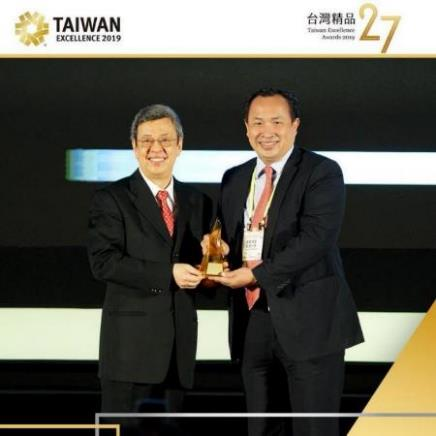 TAIWAN
EXCELLENCE 2019
台灣精品
Taiwan Excellence
Awards 2019
27